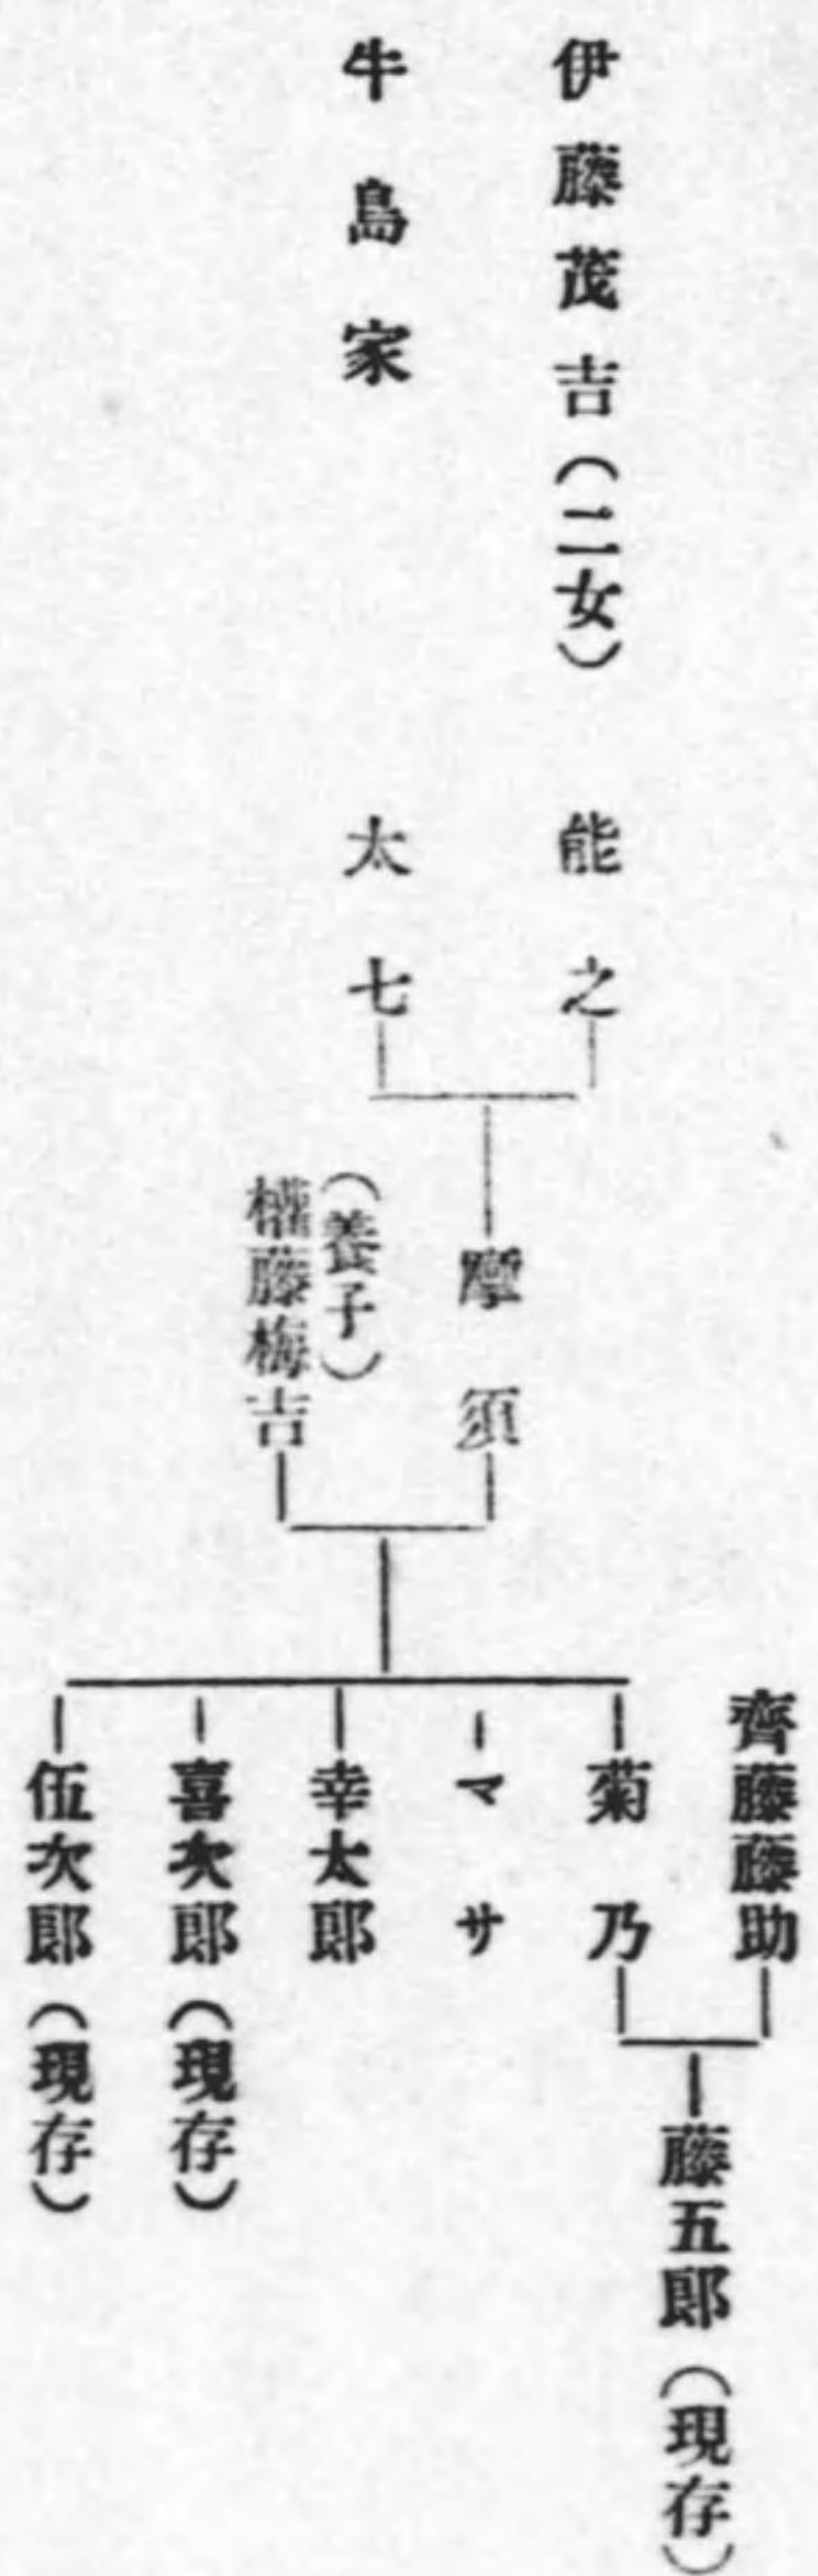 伊藤茂吉(二女) 能之
牛島家 太七
摩須
(養子)
権藤梅吉
齊藤藤助
菊乃
マサ
幸太郎
喜次郎(現存)
伍次郎(現存)
藤五郎(現存)